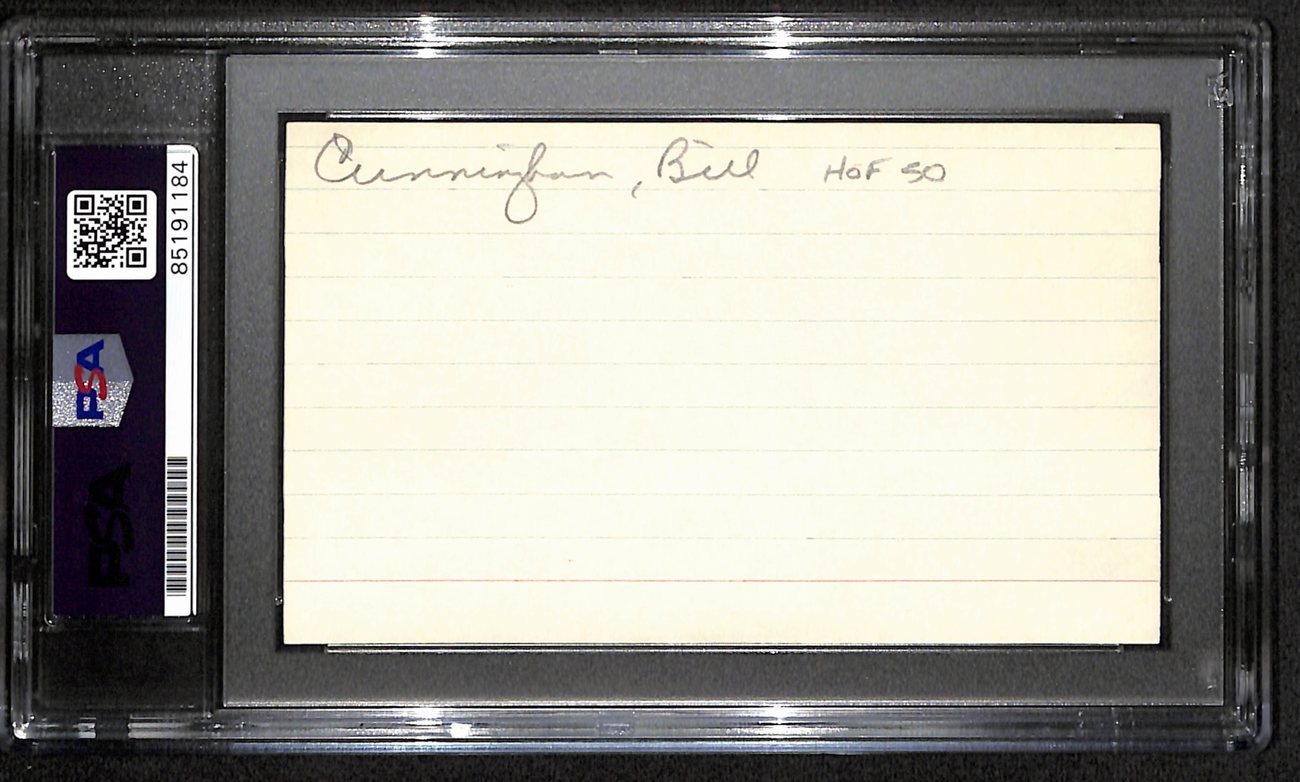 Cunningham, Bill HOF 50
85191184
PSA
PSA